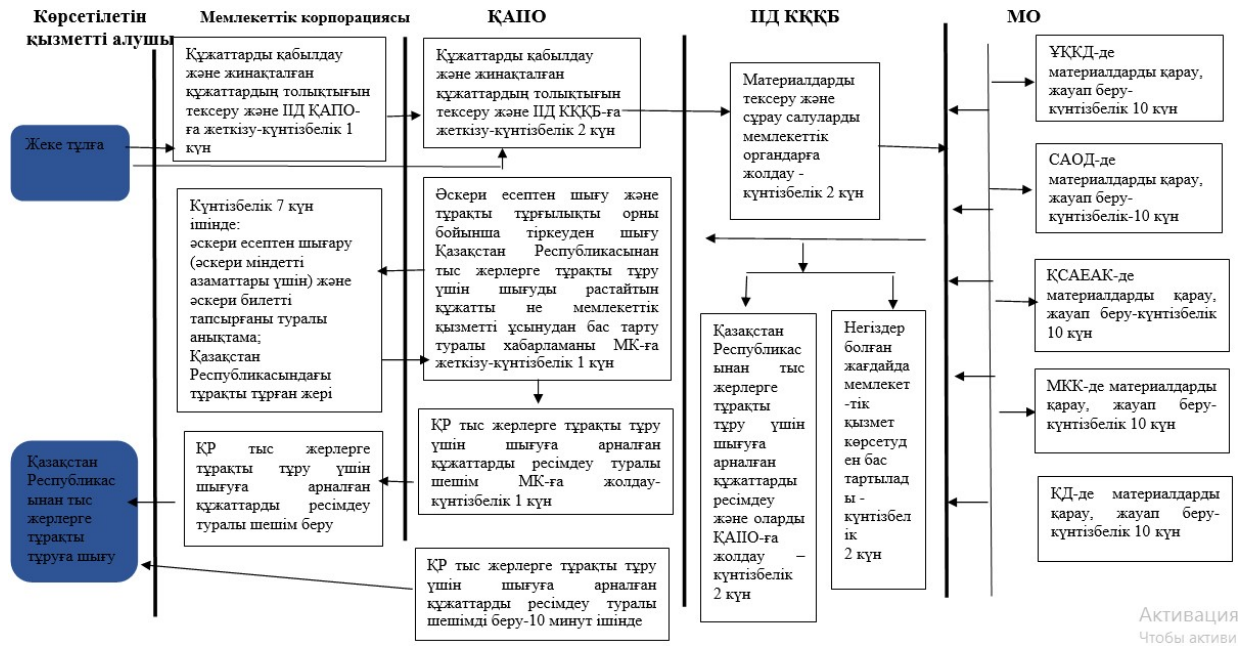 Көрсетілетін
қызметті алушы
Мемлекеттік корпорациясы
ҚАПО
ПД КҚҚБ
МО
Жеке тұлға
Құжаттарды қабылдау
және жинақталған
құжаттардың толықтығын
тексеру және ПД ҚАПО-
ға жеткізу-күнтізбелік 1
күн
Құжаттарды қабылдау
және жинақталған
құжаттардың толықтығын
тексеру және ПД КҚҚБ-ға
жеткізу-күнтізбелік 2 күн
Материалдарды
тексеру және
сұрау салуларды
мемлекеттік
органдарға
жолдау -
күнтізбелік 2 күн
ҰҚКД-де
материалдарды қарау,
жауап беру-
күнтізбелік 10 күн
САОД-де
материалдарды қарау,
жауап беру-
күнтізбелік-10 күн
ҚСАЕАК-де
материалдарды қарау,
жауап беру-күнтізбелік
10 күн
МКК-де материалдарды
қарау, жауап беру-
күнтізбелік 10 күн
ҚД-де материалдарды
қарау, жауап беру-
күнтізбелік 10 күн
Күнтізбелік 7 күн
ішінде:
әскери есептен шығару
(әскери міндетті
азаматтары үшін) және
әскери билетті
тапсырғаны туралы
анықтама;
Қазақстан
Республикасындағы
тұрақты тұрған жері
Әскери есептен шығу және
тұрақты тұрғылықты орны
бойынша тіркеуден шығу
Қазақстан Республикасынан
тыс жерлерге тұрақты тұру
үшін шығуды растайтын
құжатты не мемлекеттік
қызметті ұсынудан бас тарту
туралы хабарламаны МК-ға
жеткізу-күнтізбелік 1 күн
Қазақстан
Республикас
ынан тыс
жерлерге
тұрақты
тұру үшін
шығуға
арналған
құжаттарды
ресімдеу
және оларды
ҚАПО-ға
жолдау –
күнтізбелік
2 күн
Негіздер
болған
жағдайда
мемлекет
-тік
қызмет
көрсетуд
ен бас
тартылад
ы -
күнтізбел
ік
2 күн
Қазақстан
Республикас
ынан тыс
жерлерге
тұрақты
тұруға шығу
ҚР тыс жерлерге
тұрақты тұру үшін
шығуға арналған
құжаттарды ресімдеу
туралы шешім беру
ҚР тыс жерлерге тұрақты тұру
үшін шығуға арналған
құжаттарды ресімдеу туралы
шешім МК-ға жолдау-
күнтізбелік 1 күн
ҚР тыс жерлерге тұрақты тұру
үшін шығуға арналған
құжаттарды ресімдеу туралы
шешімді беру-10 минут ішінде
Активация
Чтобы активи